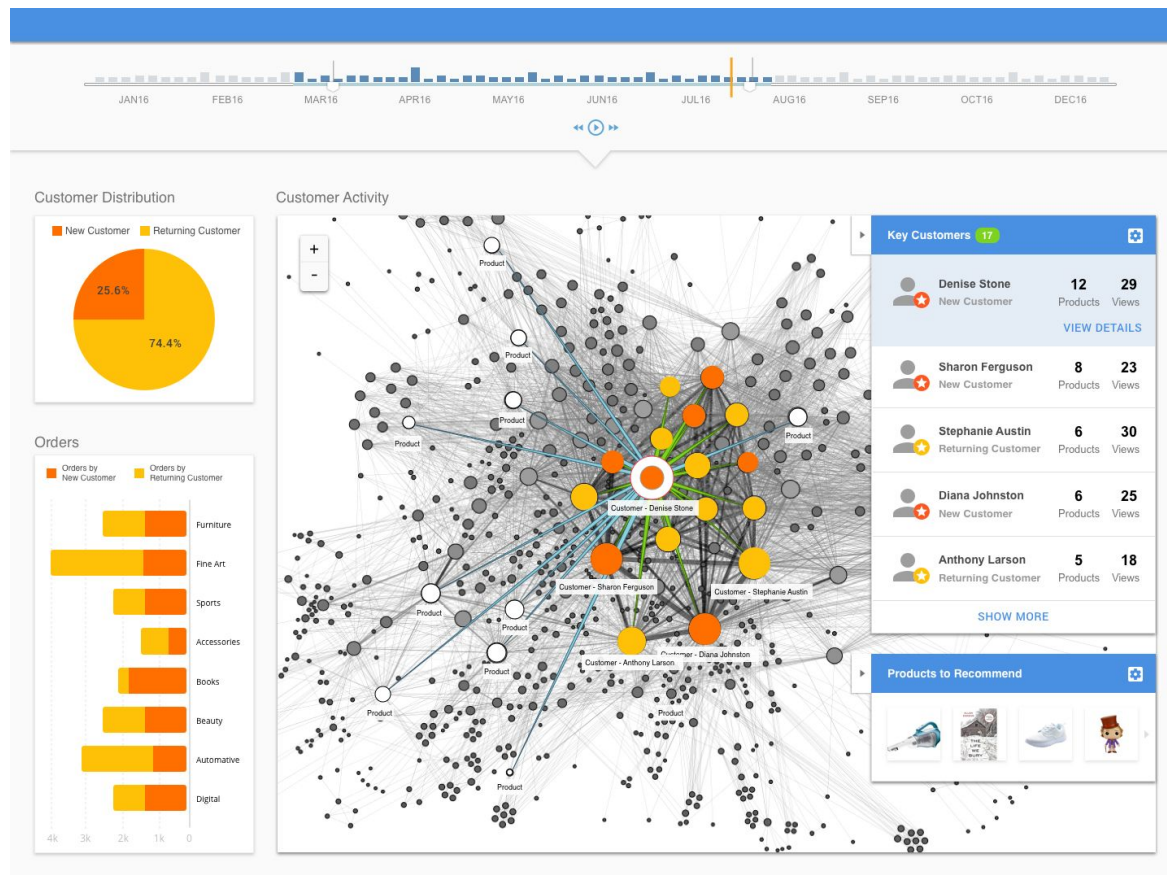 JAN16 FEB16 MAR16 APR16 MAY16 JUN16 JUL16 AUG16 SEP16 OCT16 DEC16
Customer Distribution
New Customer Returning Customer
25.6%
74.4%
Orders
Orders by New Customer
Orders by Returning Customer
Furniture
Fine Art
Sports
Accessories
Books
Beauty
Automative
Digital
4k 3k 2k 1k 0
Customer Activity
+
-
Product
Product
Product
Product
Product
Customer - Denise Stone
Customer - Sharon Ferguson
Customer - Stephanie Austin
Product
Product
Customer - Diana Johnston
Customer - Anthony Larson
Product
Product
Product
Product
Key Customers 17
Denise Stone 12 29
New Customer Products Views
VIEW DETAILS
Sharon Ferguson 8 23
New Customer Products Views
Stephanie Austin 6 30
Returning Customer Products Views
Diana Johnston 6 25
New Customer Products Views
Anthony Larson 5 18
Returning Customer Products Views
SHOW MORE
Products to Recommend
THE
LIFE
WE
BURY